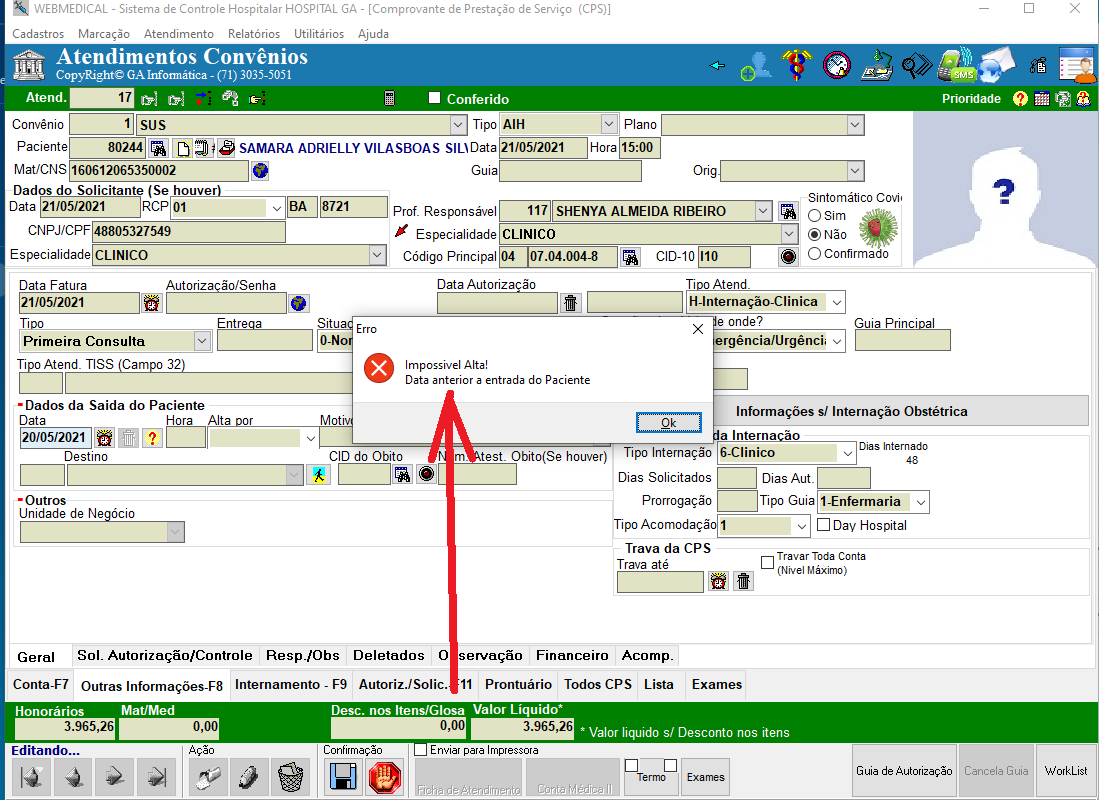 WEBMEDICAL - Sistema de Controle Hospitalar HOSPITAL GA - [Comprovante de Prestação de Serviço (CPS)]
Cadastros Marcação Atendimento Relatórios Utilitários Ajuda
Atendimentos Convênios
CopyRight© GA Informática - (71) 3035-5051
SMS
Atend. 17 Conferido Prioridade
Convênio 1 SUS Tipo AIH Plano
Paciente 80244 SAMARA ADRIELLY VILASBOAS SILV Data 21/05/2021 Hora 15:00
Mat/CNS 160612065350002 Guia Orig.
Dados do Solicitante (Se houver)
Data 21/05/2021 RCP 01 BA 8721
CNPJ/CPF 48805327549
Especialidade CLINICO
Prof. Responsável 117 SHENYA ALMEIDA RIBEIRO
Especialidade CLINICO
Código Principal 04 07.04.004-8 CID-10 I10
Sintomático Covi
Sim
Não
Confirmado
Data Fatura Autorização/Senha Data Autorização Tipo Atend.
21/05/2021 H-Internação-Clinica
Tipo Entrega Situaç de onde? Guia Principal
Primeira Consulta 0-Nor nergência/Urgênci
Tipo Atend. TISS (Campo 32)
Erro
Impossivel Alta!
Data anterior a entrada do Paciente
Ok
Dados da Saida do Paciente
Data Hora Alta por Motivo
20/05/2021
Destino CID do Obito Num. Atest. Obito(Se houver)
Outros
Unidade de Negócio
Informações s/ Internação Obstétrica
da Internação
Tipo Internação 6-Clinico Dias Internado
48
Dias Solicitados Dias Aut.
Prorrogação Tipo Guia 1-Enfermaria
Tipo Acomodação 1 Day Hospital
Trava da CPS
Trava até Travar Toda Conta
(Nivel Máximo)
Geral Sol. Autorização/Controle Resp./Obs Deletados Observação Financeiro Acomp.
Conta-F7 Outras Informações-F8 Internamento - F9 Autoriz./Solic.-F11 Prontuário Todos CPS Lista Exames
Honorários Mat/Med Desc. nos Itens/Glosa Valor Líquido*
3.965,26 0,00 0,00 3.965,26 * Valor liquido s/ Desconto nos itens
Editando... Ação Confirmação Enviar para Impressora
Ficha de Atendimento Conta Médica II Termo Exames Guia de Autorização Cancela Guia WorkList